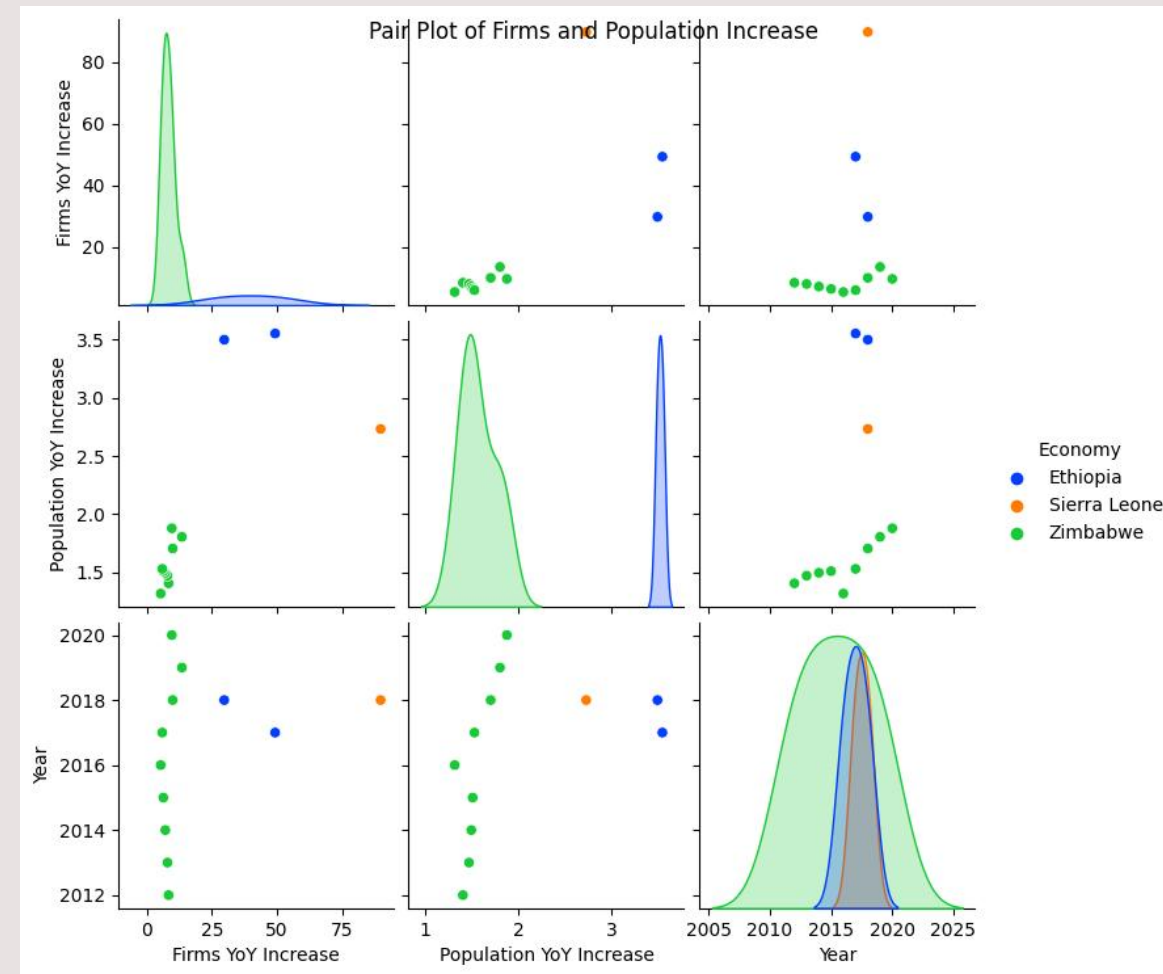 Pair Plot of Firms and Population Increase
Firms YoY Increase
80
60
40
20
Population YoY Increase
3.5
3.0
2.5
2.0
1.5
Economy
Ethiopia
Sierra Leone
Zimbabwe
Year
2020
2018
2016
2014
2012
0 25 50 75
Firms YoY Increase
1 2 3
Population YoY Increase
2005 2010 2015 2020 2025
Year